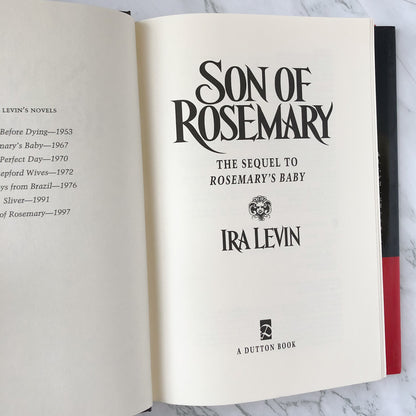 LEVIN'S NOVELS
Before Dying—1953
mary's Baby—1967
Perfect Day—1970
epford Wives—1972
ys from Brazil—1976
Sliver—1991
of Rosemary—1997
SON OF
ROSEMARY
THE SEQUEL TO
ROSEMARY'S BABY
IRA LEVIN
A DUTTON BOOK